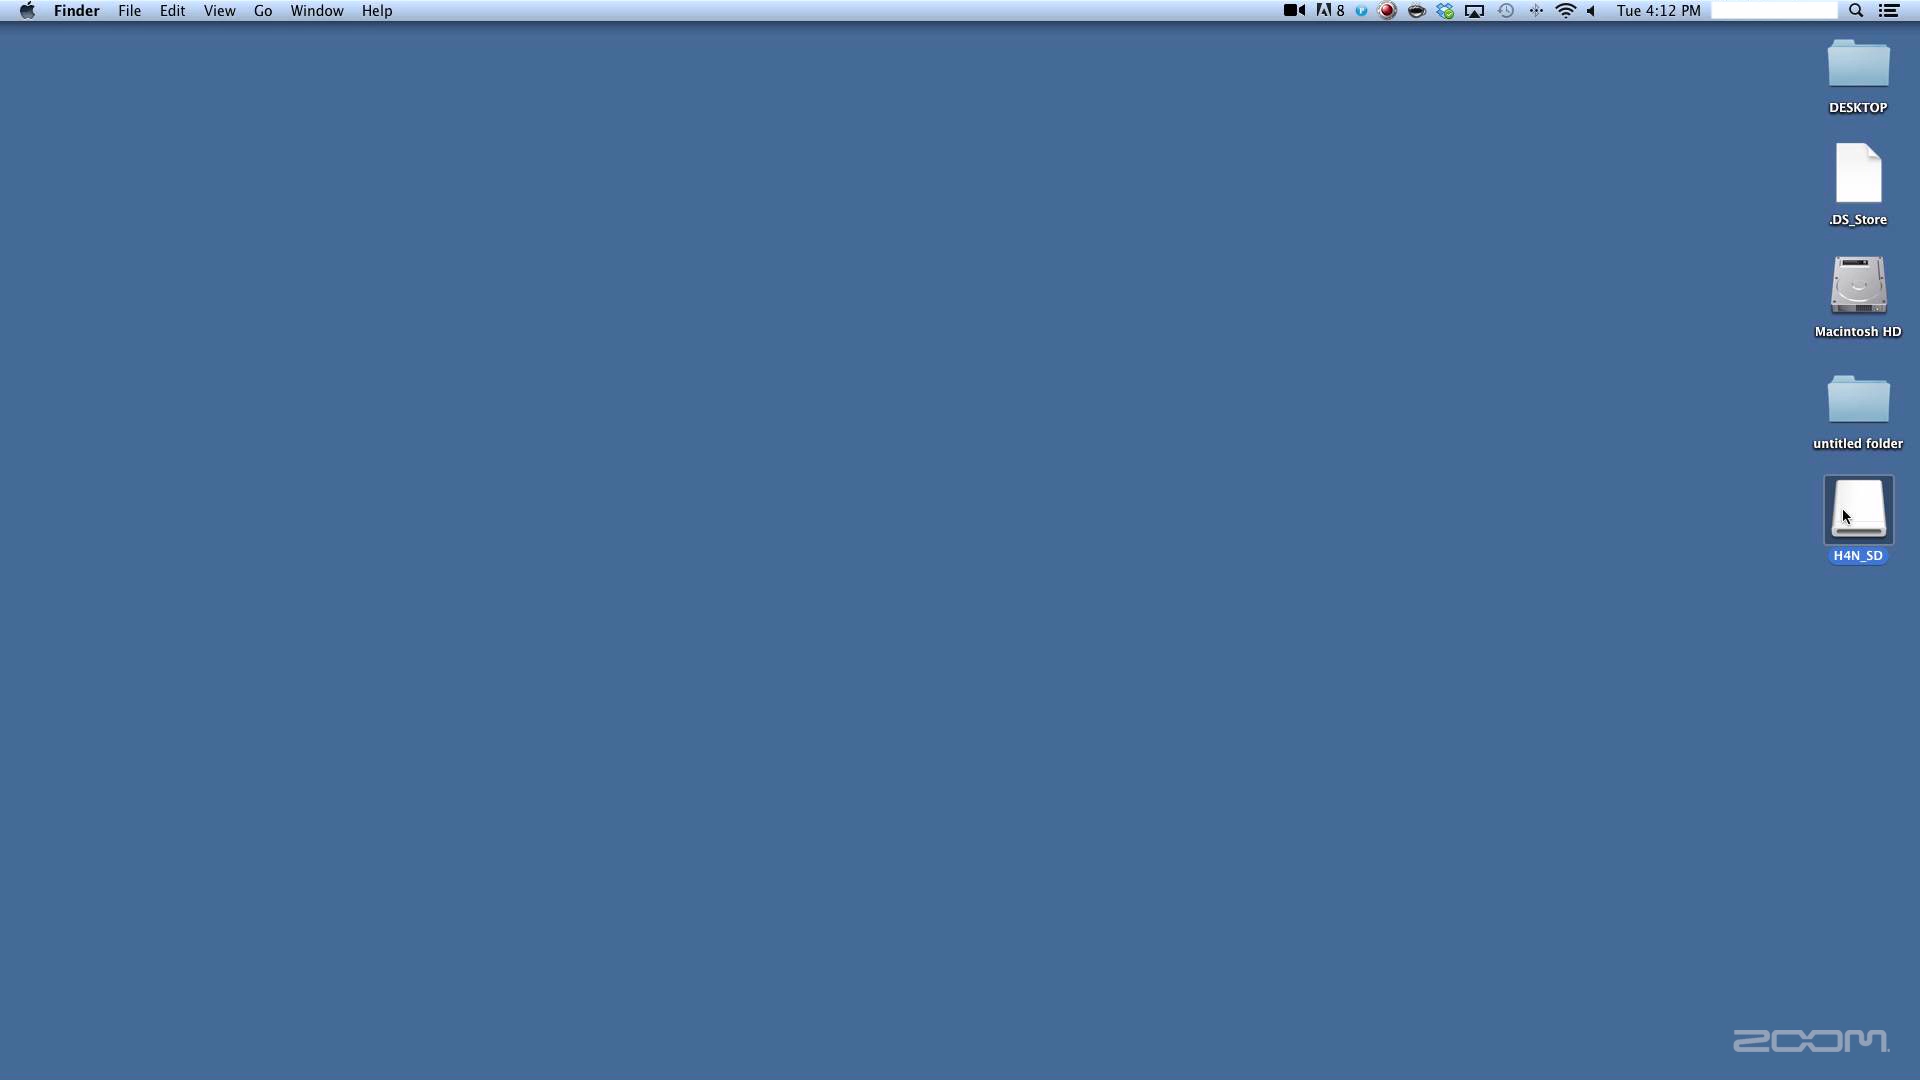 Finder File Edit View Go Window Help 8 Tue 4:12 PM
DESKTOP
.DS_Store
Macintosh HD
untitled folder
H4N_SD
ZOOM